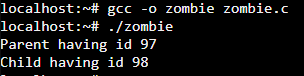 localhost:~# gcc -o zombie zombie.c
localhost:~# ./zombie
Parent having id 97
Child having id 98